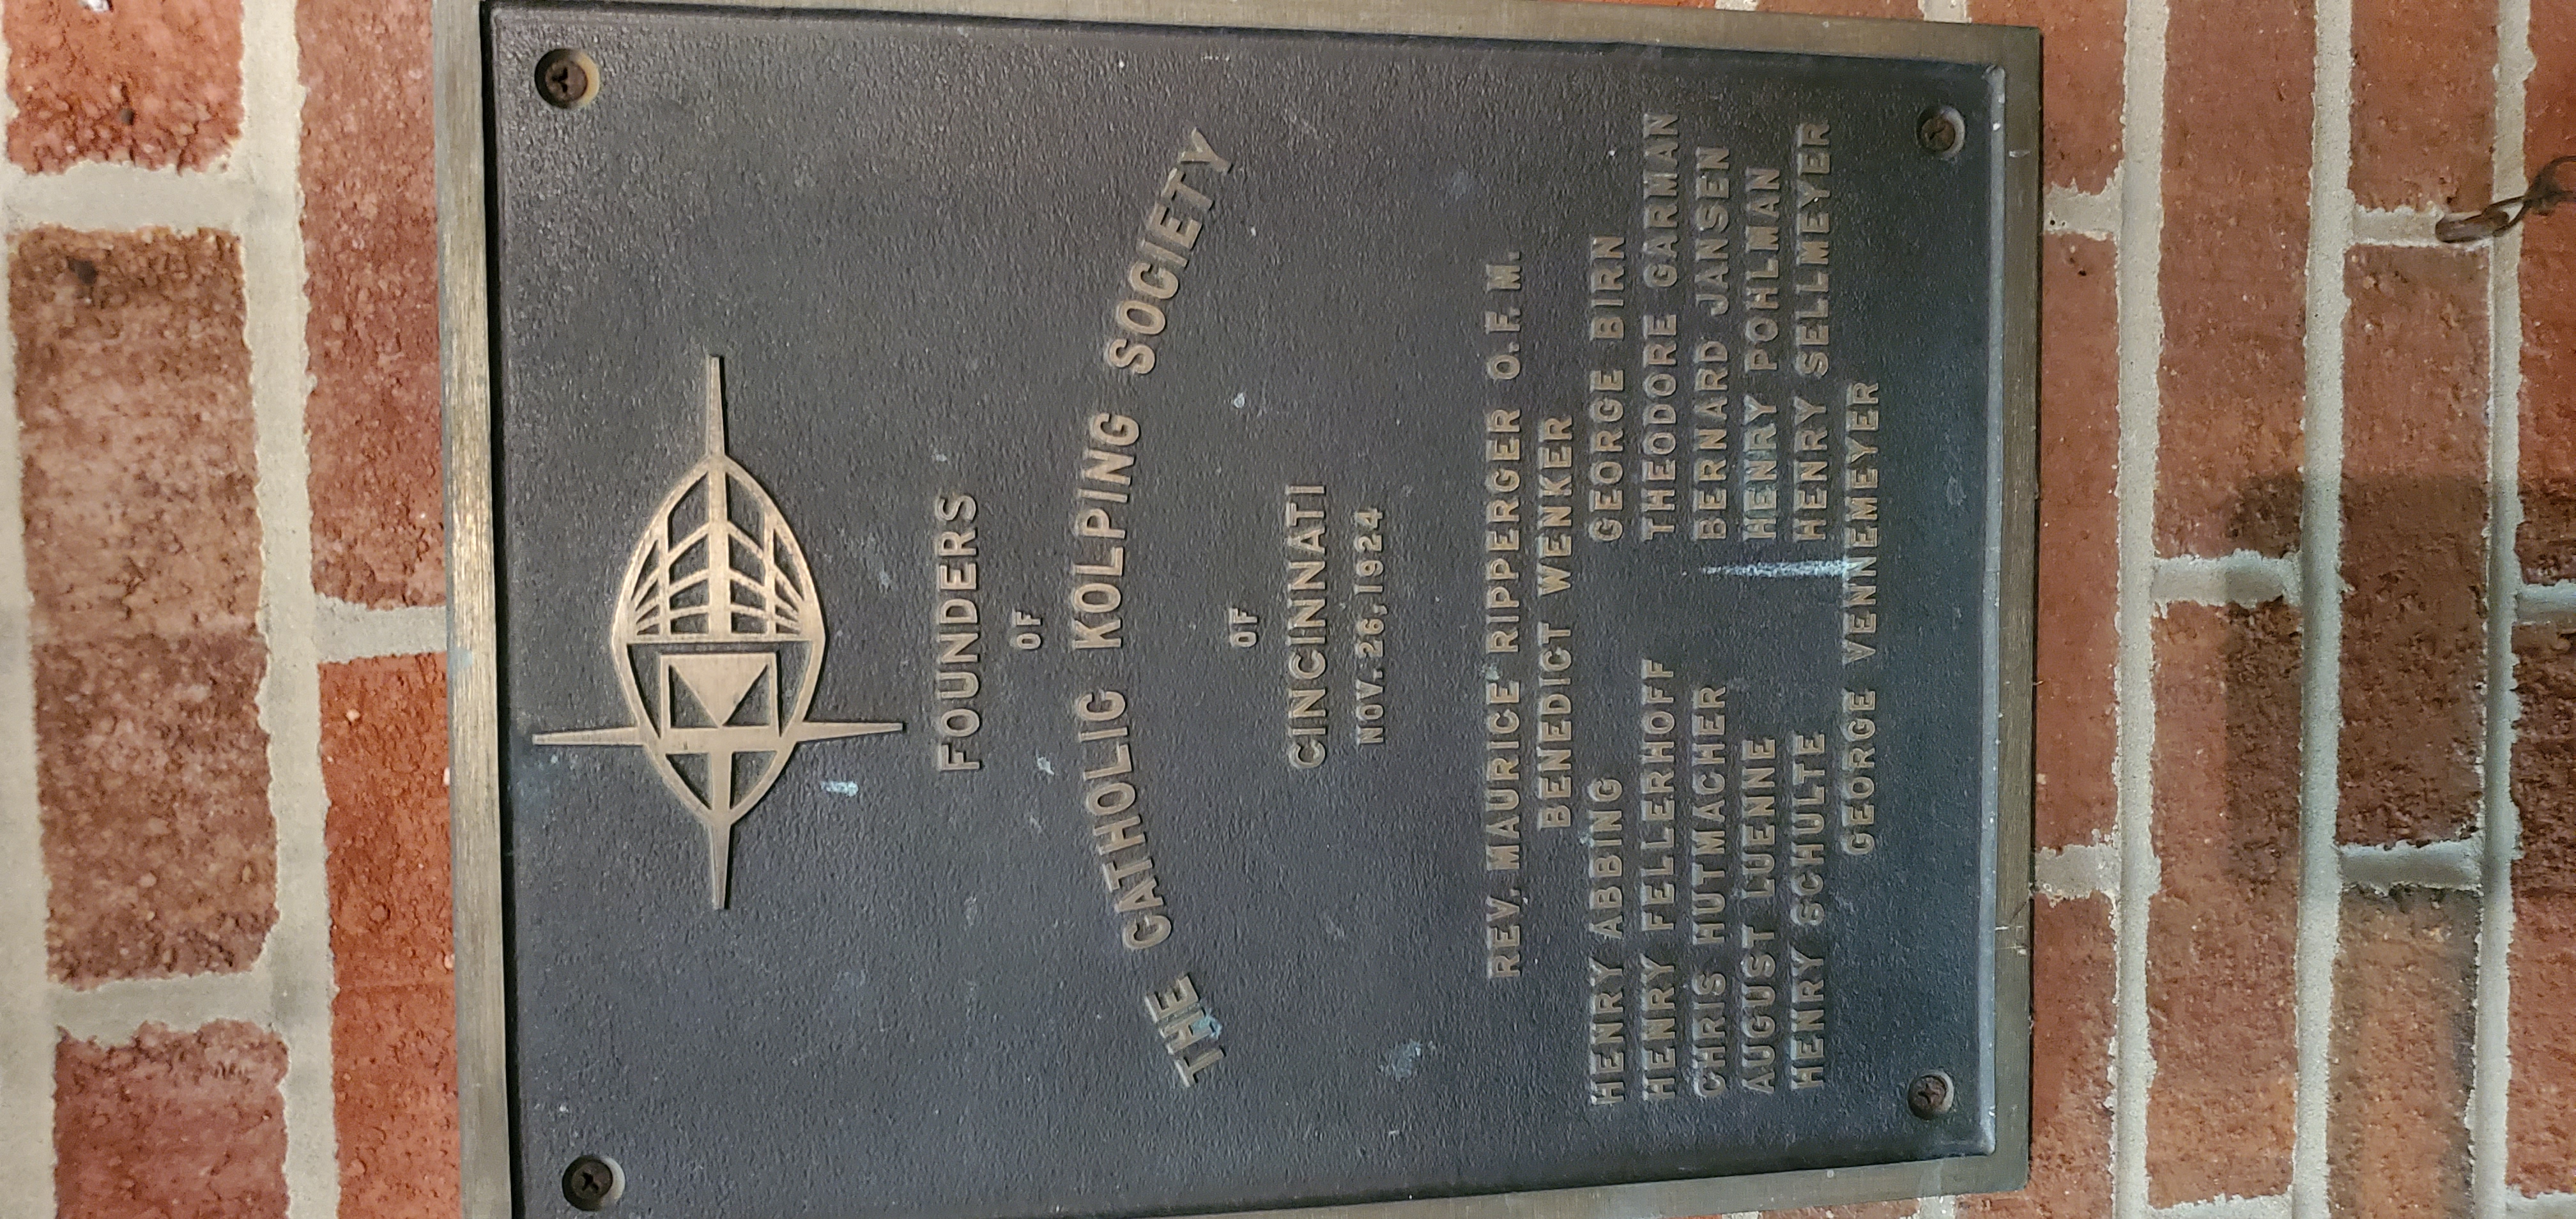 FOUNDERS
OF
THE CATHOLIC KOLPING SOCIETY
OF
CINCINNATI
NOV. 26, 1924
REV. MAURICE RIPPERGER O.F.M.
BENEDICT WENKER
HENRY ABBING GEORGE BIRN
HENRY FELLERHOFF THEODORE GARMAN
CHRIS HUTMACHER BERNARD JANSEN
AUGUST LUENNE HENRY POHLMAN
HENRY SCHULTE HENRY SELLMEYER
GEORGE VENNEMEYER